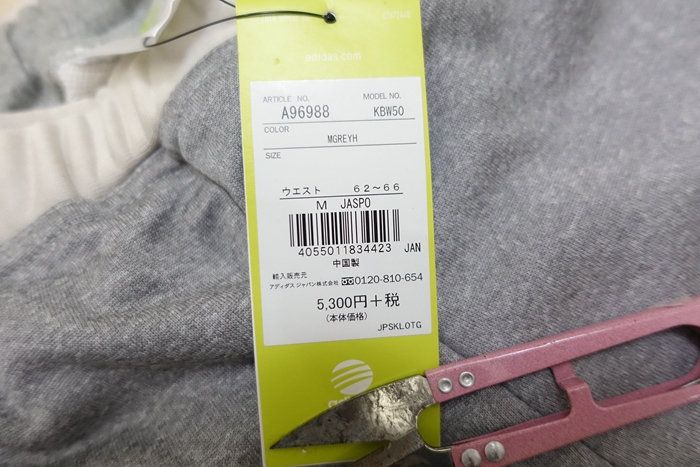 ARTICLE NO.
MODEL NO.
A96988
KBW50
COLOR
MGREYH
SIZE
ウエスト 62～66
M JASPO
4055011834423 JAN
中国製
輸入販売元
アディダス ジャパン株式会社 0120-810-654
5,300円+税
(本体価格)
JPSKLOTG